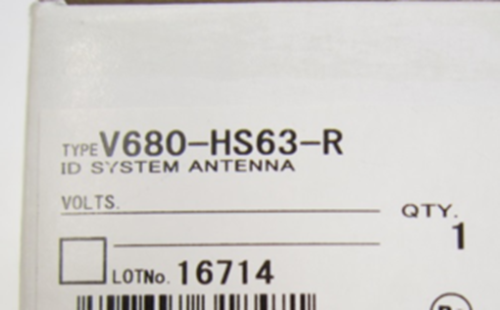 TYPE V680-HS63-R
ID SYSTEM ANTENNA
VOLTS.
QTY.
1
LOTNo. 16714